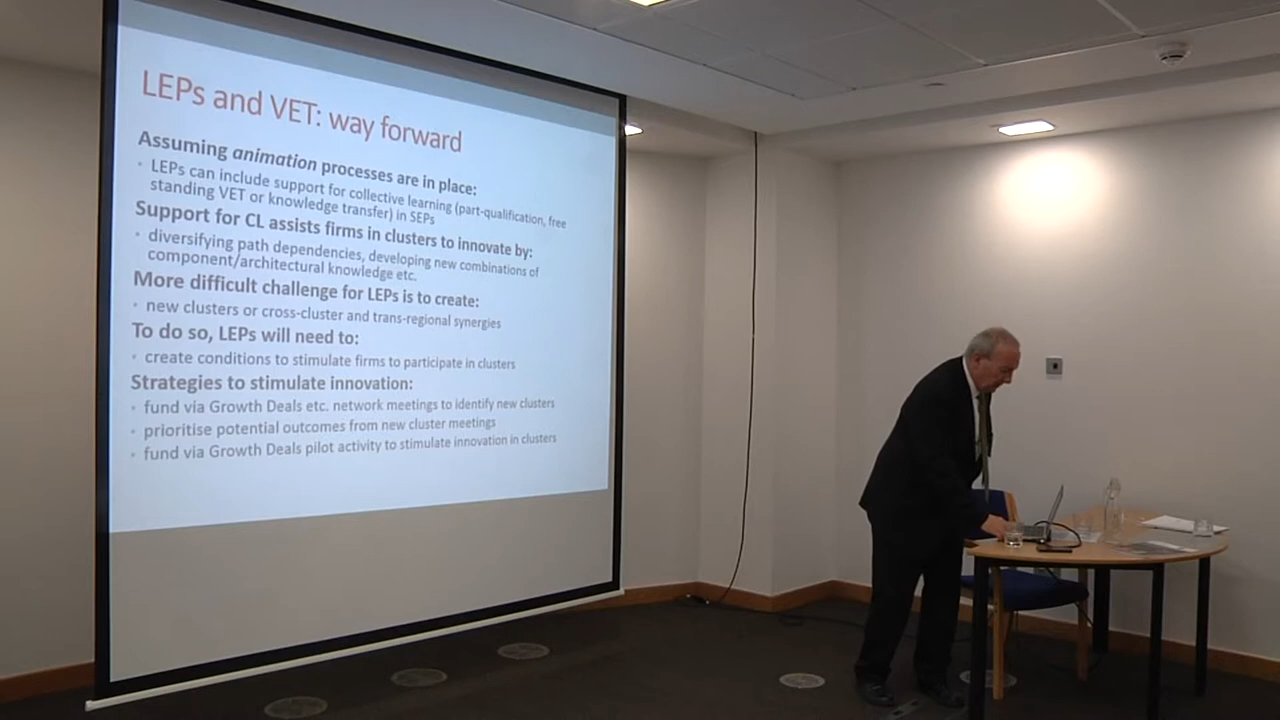 LEPs and VET: way forward
Assuming animation processes are in place:
• LEPs can include support for collective learning (part-qualification, free
standing VET or knowledge transfer) in SEPs
Support for CL assists firms in clusters to innovate by:
• diversifying path dependencies, developing new combinations of
component/architectural knowledge etc.
More difficult challenge for LEPs is to create:
• new clusters or cross-cluster and trans-regional synergies
To do so, LEPs will need to:
• create conditions to stimulate firms to participate in clusters
Strategies to stimulate innovation:
• fund via Growth Deals etc. network meetings to identify new clusters
• prioritise potential outcomes from new cluster meetings
• fund via Growth Deals pilot activity to stimulate innovation in clusters